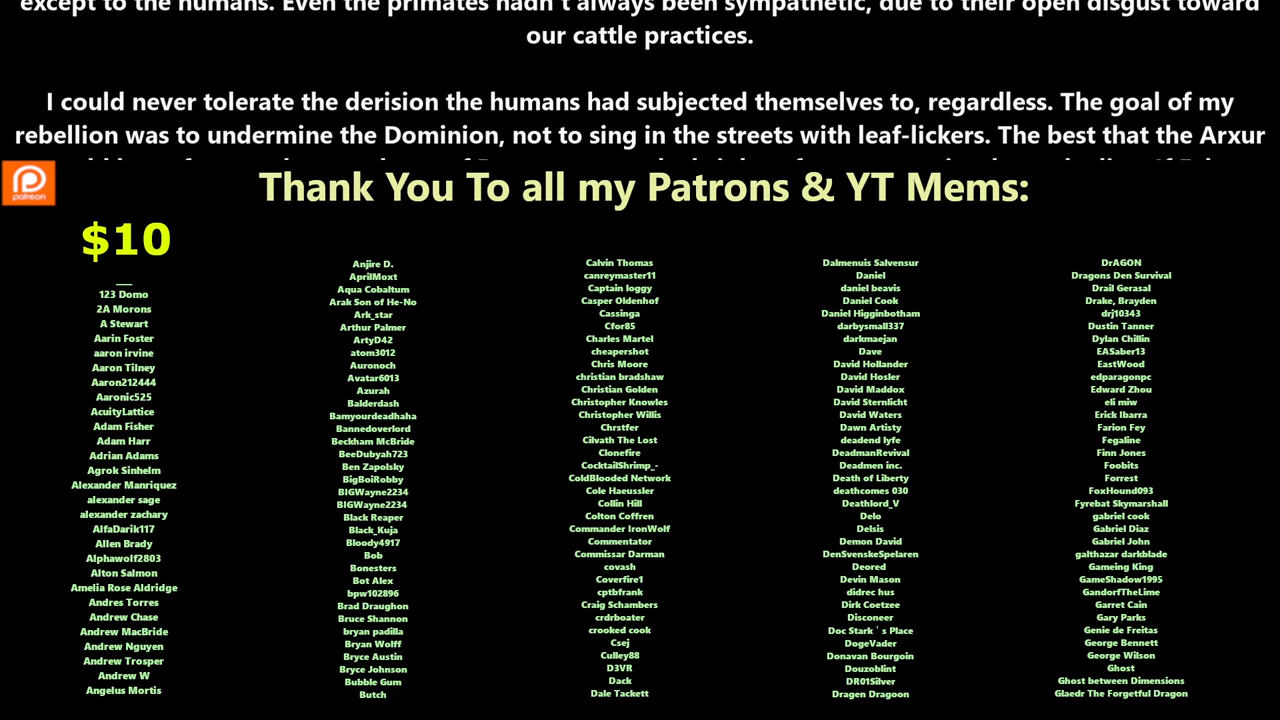 except to the humans. Even the primates hadn't always been sympathetic, due to their open disgust toward
our cattle practices.
I could never tolerate the derision the humans had subjected themselves to, regardless. The goal of my
rebellion was to undermine the Dominion, not to sing in the streets with leaf-lickers. The best that the Arxur
patreon
Thank You To all my Patrons & YT Mems:
$10
__
123 Domo
2A Morons
A Stewart
Aarin Foster
aaron irvine
Aaron Tilney
Aaron212444
Aaronic525
AcuityLattice
Adam Fisher
Adam Harr
Adrian Adams
Agrok Sinhelm
Alexander Manriquez
alexander sage
alexander zachary
AlfaDarik117
Allen Brady
Alphawolf2803
Alton Salmon
Amelia Rose Aldridge
Andres Torres
Andrew Chase
Andrew MacBride
Andrew Nguyen
Andrew Trosper
Andrew W
Angelus Mortis
Anjire D.
AprilMoxt
Aqua Cobaltum
Arak Son of He-No
Ark_star
Arthur Palmer
ArtyD42
atom3012
Auronoch
Avatar6013
Azurah
Balderdash
Bamyourdeadhaha
Bannedoverlord
Beckham McBride
BeeDubyah723
Ben Zapolsky
BigBoiRobby
BIGWayne2234
BIGWayne2234
Black Reaper
Black_Kuja
Bloody4917
Bob
Bonesters
Bot Alex
bpw102896
Brad Draughon
Bruce Shannon
bryan padilla
Bryan Wolff
Bryce Austin
Bryce Johnson
Bubble Gum
Butch
Calvin Thomas
canreymaster11
Captain loggy
Casper Oldenhof
Cassinga
Cfor85
Charles Martel
cheapershot
Chris Moore
christian bradshaw
Christian Golden
Christopher Knowles
Christopher Willis
Chrstfer
Cilvath The Lost
Clonefire
CocktailShrimp_-
ColdBlooded Network
Cole Haeussler
Collin Hill
Colton Coffren
Commander IronWolf
Commentator
Commissar Darman
covash
Coverfire1
cptbfrank
Craig Schambers
crdrboater
crooked cook
Csej
Culley88
D3VR
Dack
Dale Tackett
Dalmenuis Salvensur
Daniel
daniel beavis
Daniel Cook
Daniel Higginbotham
darbysmall337
darkmaejan
Dave
David Hollander
David Hosler
David Maddox
David Sternlicht
David Waters
Dawn Artisty
deadend lyfe
DeadmanRevival
Deadmen inc.
Death of Liberty
deathcomes 030
Deathlord_V
Delo
Delsis
Demon David
DenSvenskeSpelaren
Deored
Devin Mason
didrec hus
Dirk Coetzee
Disconeer
Doc Stark ' s Place
DogeVader
Donavan Bourgoin
Douzoblint
DR01Silver
Dragen Dragoon
DrAGON
Dragons Den Survival
Drail Gerasal
Drake, Brayden
drj10343
Dustin Tanner
Dylan Chillin
EASaber13
EastWood
edparagonpc
Edward Zhou
eli miw
Erick Ibarra
Farion Fey
Fegaline
Finn Jones
Foobits
Forrest
FoxHound093
Fyrebat Skymarshall
gabriel cook
Gabriel Diaz
Gabriel John
galthazar darkblade
Gameing King
GameShadow1995
GandorfTheLime
Garret Cain
Gary Parks
Genie de Freitas
George Bennett
George Wilson
Ghost
Ghost between Dimensions
Glaedr The Forgetful Dragon